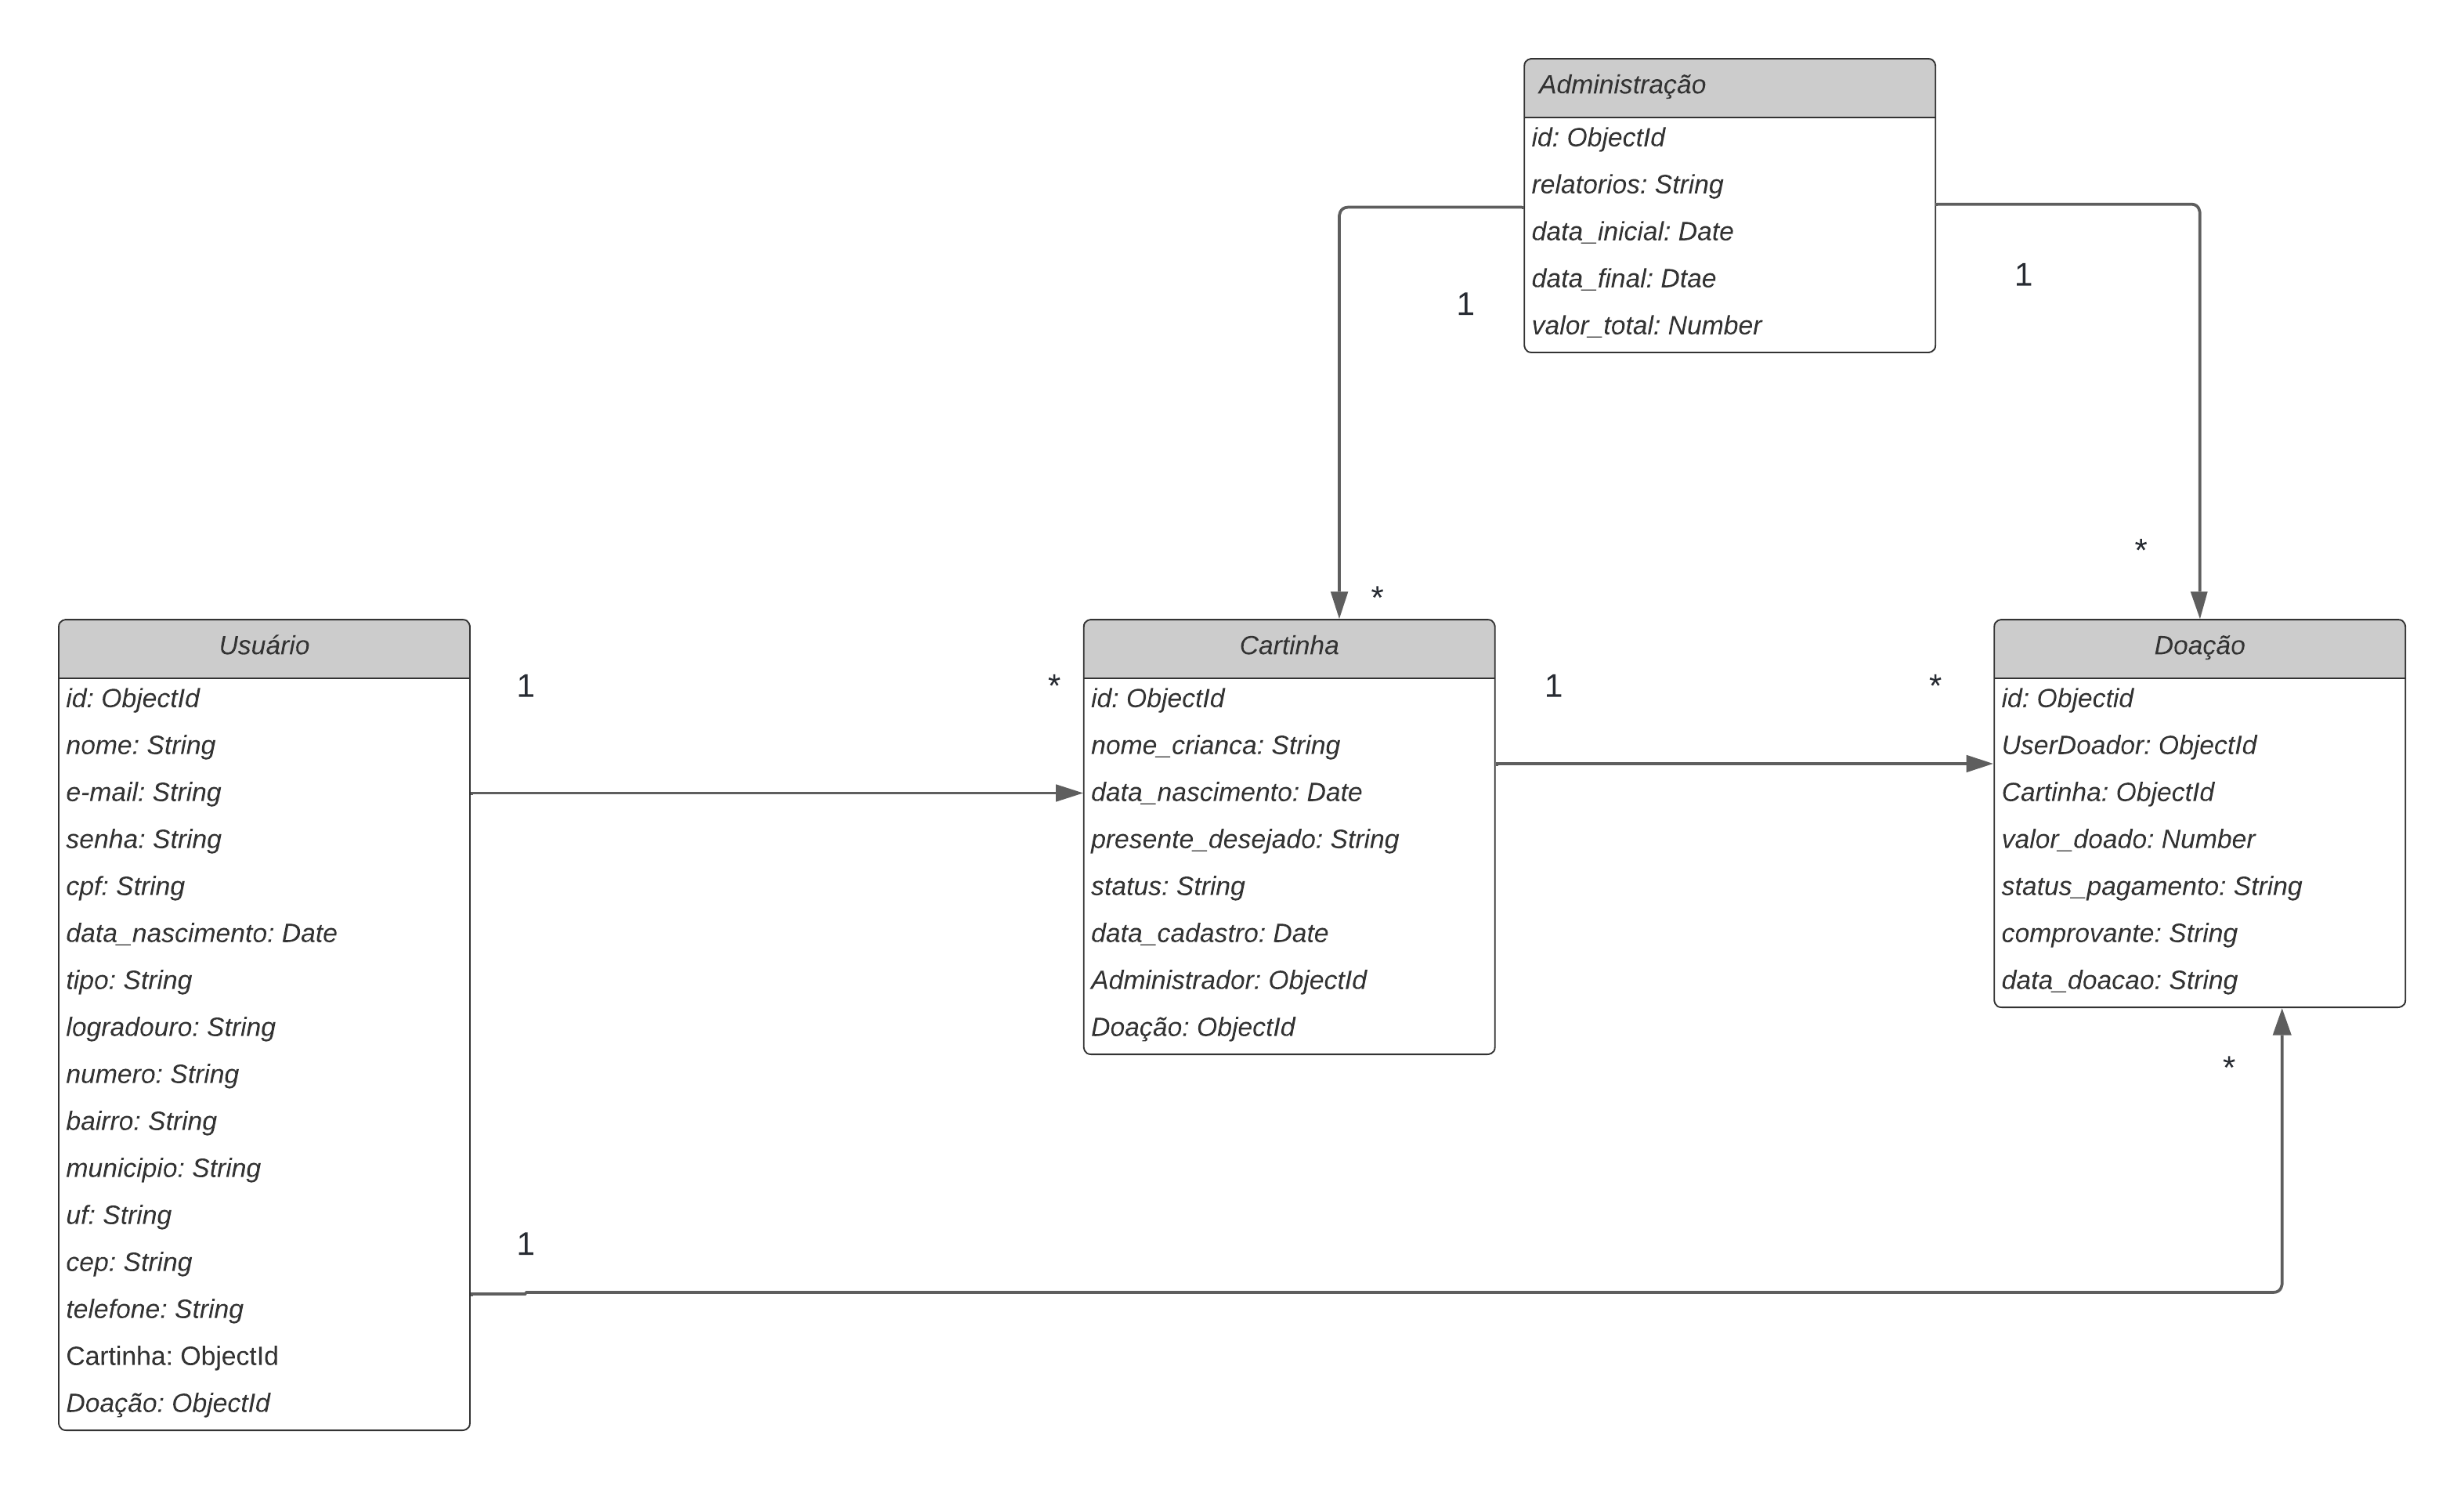 Administração
id: ObjectId
relatorios: String
data_inicial: Date
data_final: Dtae
valor_total: Number
1
1
*
*
Usuário
id: ObjectId
nome: String
e-mail: String
senha: String
cpf: String
data_nascimento: Date
tipo: String
logradouro: String
numero: String
bairro: String
municipio: String
uf: String
cep: String
telefone: String
Cartinha: ObjectId
Doação: ObjectId
1
*
Cartinha
id: ObjectId
nome_crianca: String
data_nascimento: Date
presente_desejado: String
status: String
data_cadastro: Date
Administrador: ObjectId
Doação: ObjectId
1
*
Doação
id: Objectid
UserDoador: ObjectId
Cartinha: ObjectId
valor_doado: Number
status_pagamento: String
comprovante: String
data_doacao: String
*
1